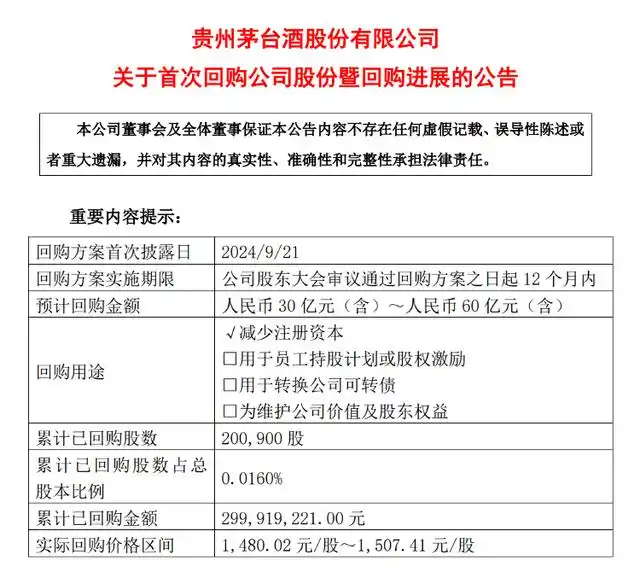 贵州茅台酒股份有限公司
关于首次回购公司股份暨回购进展的公告
本公司董事会及全体董事保证本公告内容不存在任何虚假记载、误导性陈述或
者重大遗漏，并对其内容的真实性、准确性和完整性承担法律责任。
重要内容提示：
回购方案首次披露日 2024/9/21
回购方案实施期限 公司股东大会审议通过回购方案之日起 12 个月内
预计回购金额 人民币 30 亿元（含）～人民币 60 亿元（含）
回购用途
√减少注册资本
□用于员工持股计划或股权激励
□用于转换公司可转债
□为维护公司价值及股东权益
累计已回购股数 200,900 股
累计已回购股数占总
股本比例
0.0160%
累计已回购金额 299,919,221.00 元
实际回购价格区间 1,480.02 元/股～1,507.41 元/股